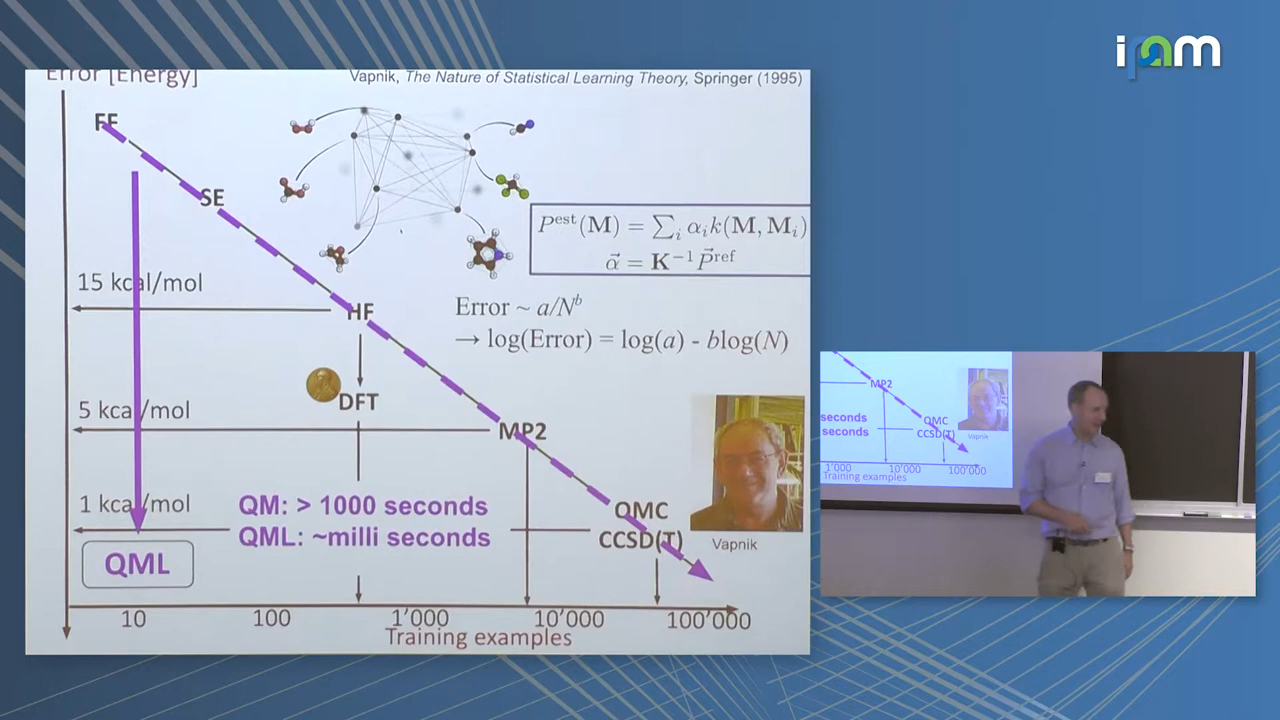 ipam
Error [Energy]
Vapnik, The Nature of Statistical Learning Theory, Springer (1995)
FF
SE
P^est(M) = ∑_i α_i k(M, M_i)
α⃗ = K^-1 P⃗^ref
15 kcal/mol
HF
Error ~ a/N^b
→ log(Error) = log(a) - blog(N)
DFT
5 kcal/mol
MP2
1 kcal/mol
QM: > 1000 seconds
QML: ~milli seconds
QMC
CCSD(T)
Vapnik
QML
10
100
1'000
10'000
100'000
Training examples
MP2
seconds
seconds
QMC
CCSD(T)
Vapnik
1'000
10'000
100'000
Training examples